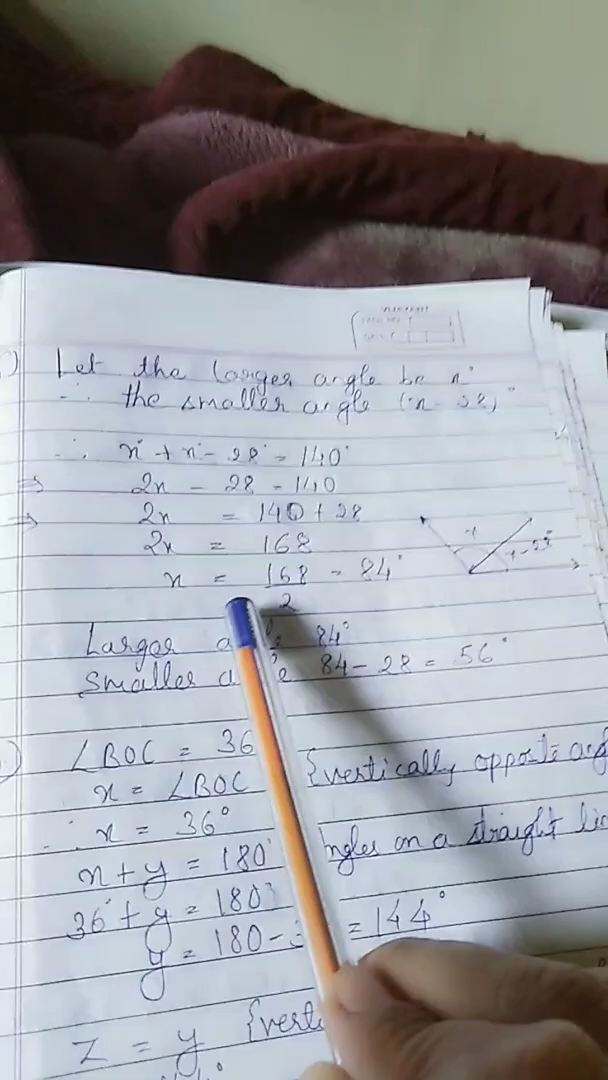 Let the larger angle be x°
∴ the smaller angle (x - 28)°
∴ x° + x° - 28° = 140°
⇒ 2x - 28 = 140
⇒ 2x = 140 + 28
2x = 168
x = 168/2 = 84°
x
x - 28°
Larger 84°
Smaller 84 - 28 = 56°
∠BOC = 36
x = ∠BOC {vertically opposite
∴ x = 36°
x + y = 180° on a straight
36° + y = 180°
y = 180 - = 144°
z = y